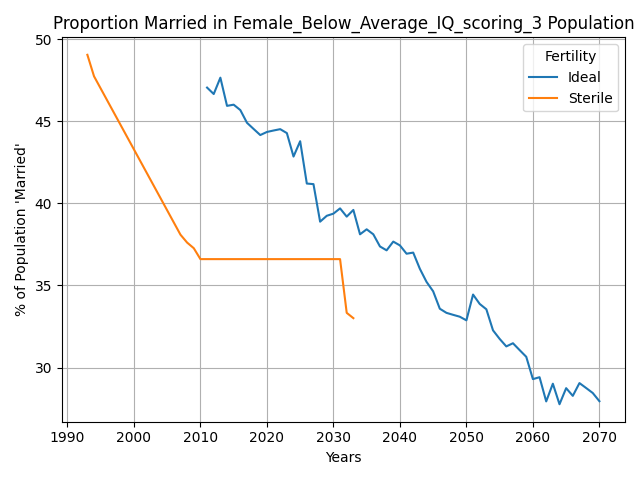 Proportion Married in Female_Below_Average_IQ_scoring_3 Population
% of Population 'Married'
50
45
40
35
30
Fertility
Ideal
Sterile
1990 2000 2010 2020 2030 2040 2050 2060 2070
Years